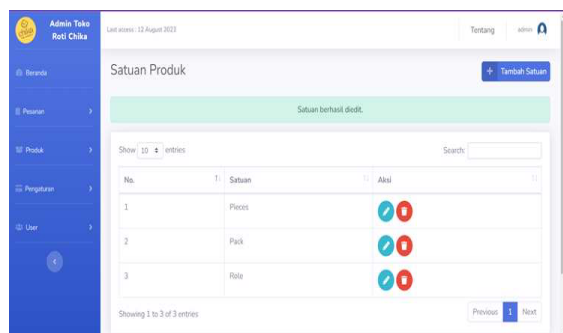 Admin Toko
Roti Chika
Last access : 12 August 2023
Tentang
admin
Beranda
Satuan Produk
+ Tambah Satuan
Pesanan
Satuan berhasil diedit.
Produk
Show 10 entries
Search:
No.
Satuan
Aksi
Pengaturan
1
Pieces
User
2
Pack
3
Role
Showing 1 to 3 of 3 entries
Previous 1 Next